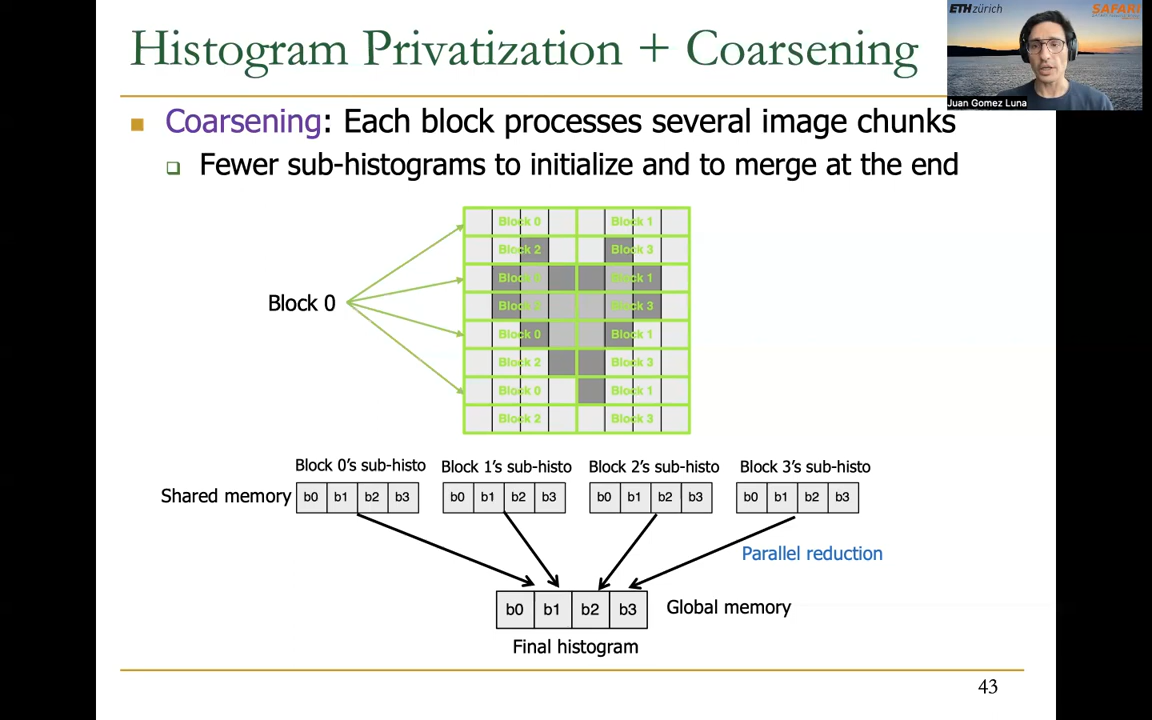 Histogram Privatization + Coarsening
ETH zürich
SAFARI
Juan Gomez Luna
Coarsening: Each block processes several image chunks
Fewer sub-histograms to initialize and to merge at the end
Block 0 Block 1
Block 2 Block 3
Block 0 Block 1
Block 3
Block 0 Block 1
Block 2 Block 3
Block 0 Block 1
Block 2 Block 3
Block 0
Block 0's sub-histo Block 1's sub-histo Block 2's sub-histo Block 3's sub-histo
Shared memory b0 b1 b2 b3 b0 b1 b2 b3 b0 b1 b2 b3 b0 b1 b2 b3
Parallel reduction
b0 b1 b2 b3 Global memory
Final histogram
43